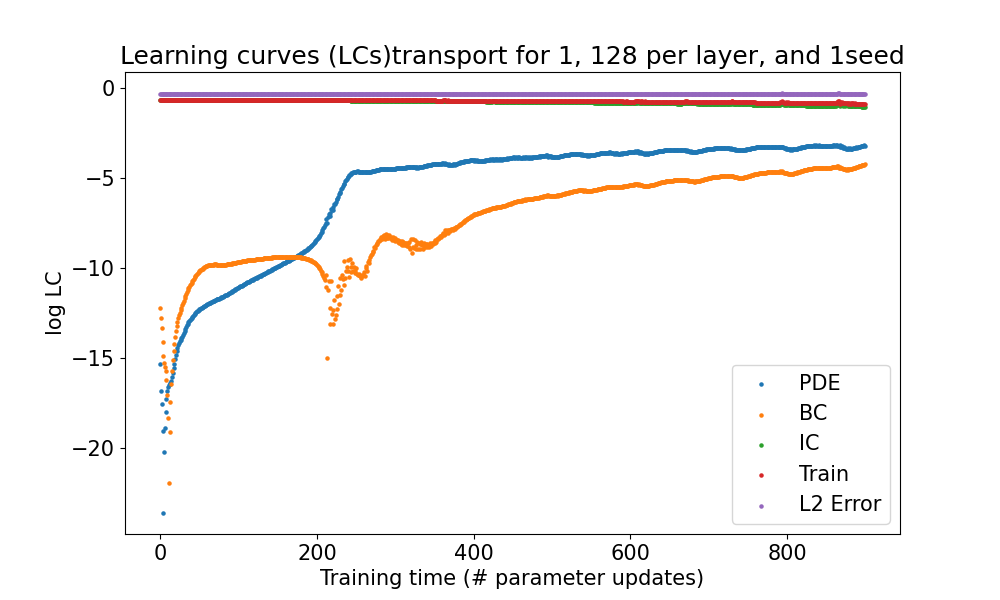 Learning curves (LCs)transport for 1, 128 per layer, and 1seed
0
−5
−10
−15
−20
log LC
0 200 400 600 800
Training time (# parameter updates)
PDE
BC
IC
Train
L2 Error